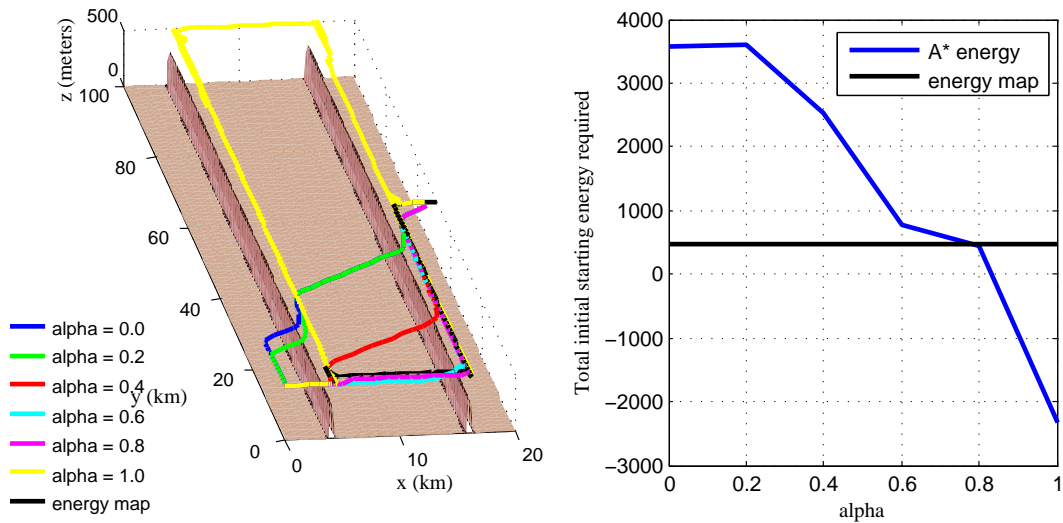 500
0
z (meters)
100
80
60
40
20
0
y (km)
0
10
20
x (km)
alpha = 0.0
alpha = 0.2
alpha = 0.4
alpha = 0.6
alpha = 0.8
alpha = 1.0
energy map
4000
3000
2000
1000
0
−1000
−2000
−3000
Total initial starting energy required
A* energy
energy map
0
0.2
0.4
0.6
0.8
1
alpha